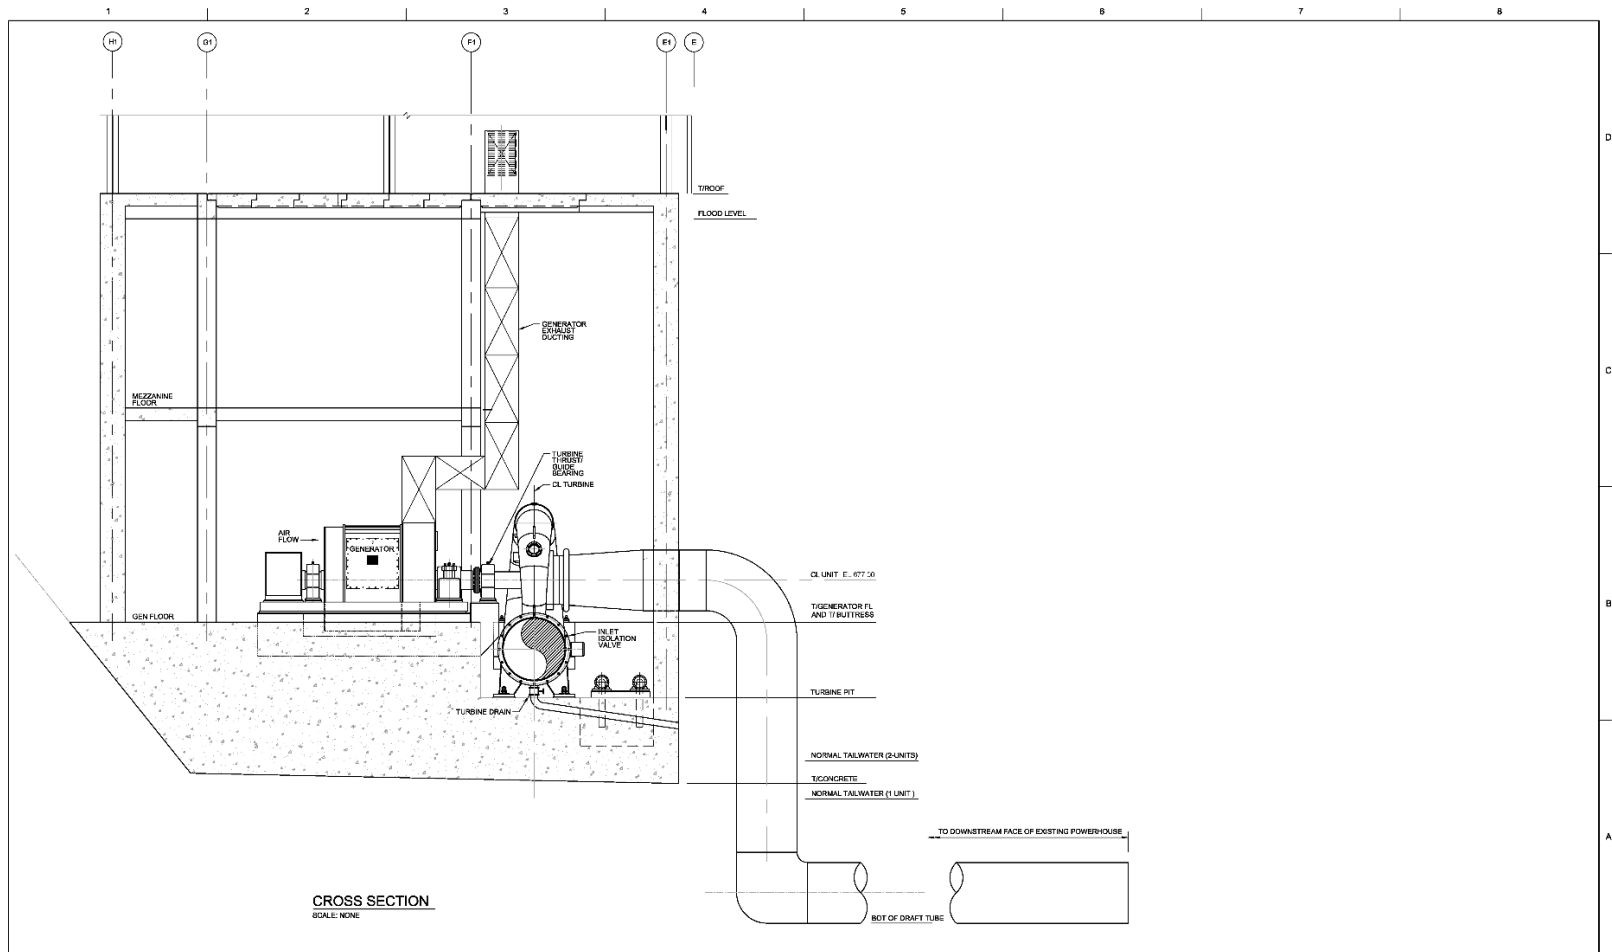 1 2 3 4 5 6 7 8
H1 G1 F1 E1 E
D
T/ROOF
FLOOD LEVEL
GENERATOR
EXHAUST
DUCTING
C
MEZZANINE
FLOOR
TURBINE
THRUST/
GUIDE
BEARING
CL TURBINE
AIR
FLOW
GENERATOR
CL UNIT
B
T/GENERATOR FL
AND T/ BUTTRESS
GEN FLOOR
INLET
ISOLATION
VALVE
TURBINE PIT
TURBINE DRAIN
NORMAL TAILWATER (2-UNITS)
T/CONCRETE
NORMAL TAILWATER (1 UNIT )
TO DOWNSTREAM FACE OF EXISTING POWERHOUSE
A
CROSS SECTION
SCALE: NONE
BOT OF DRAFT TUBE